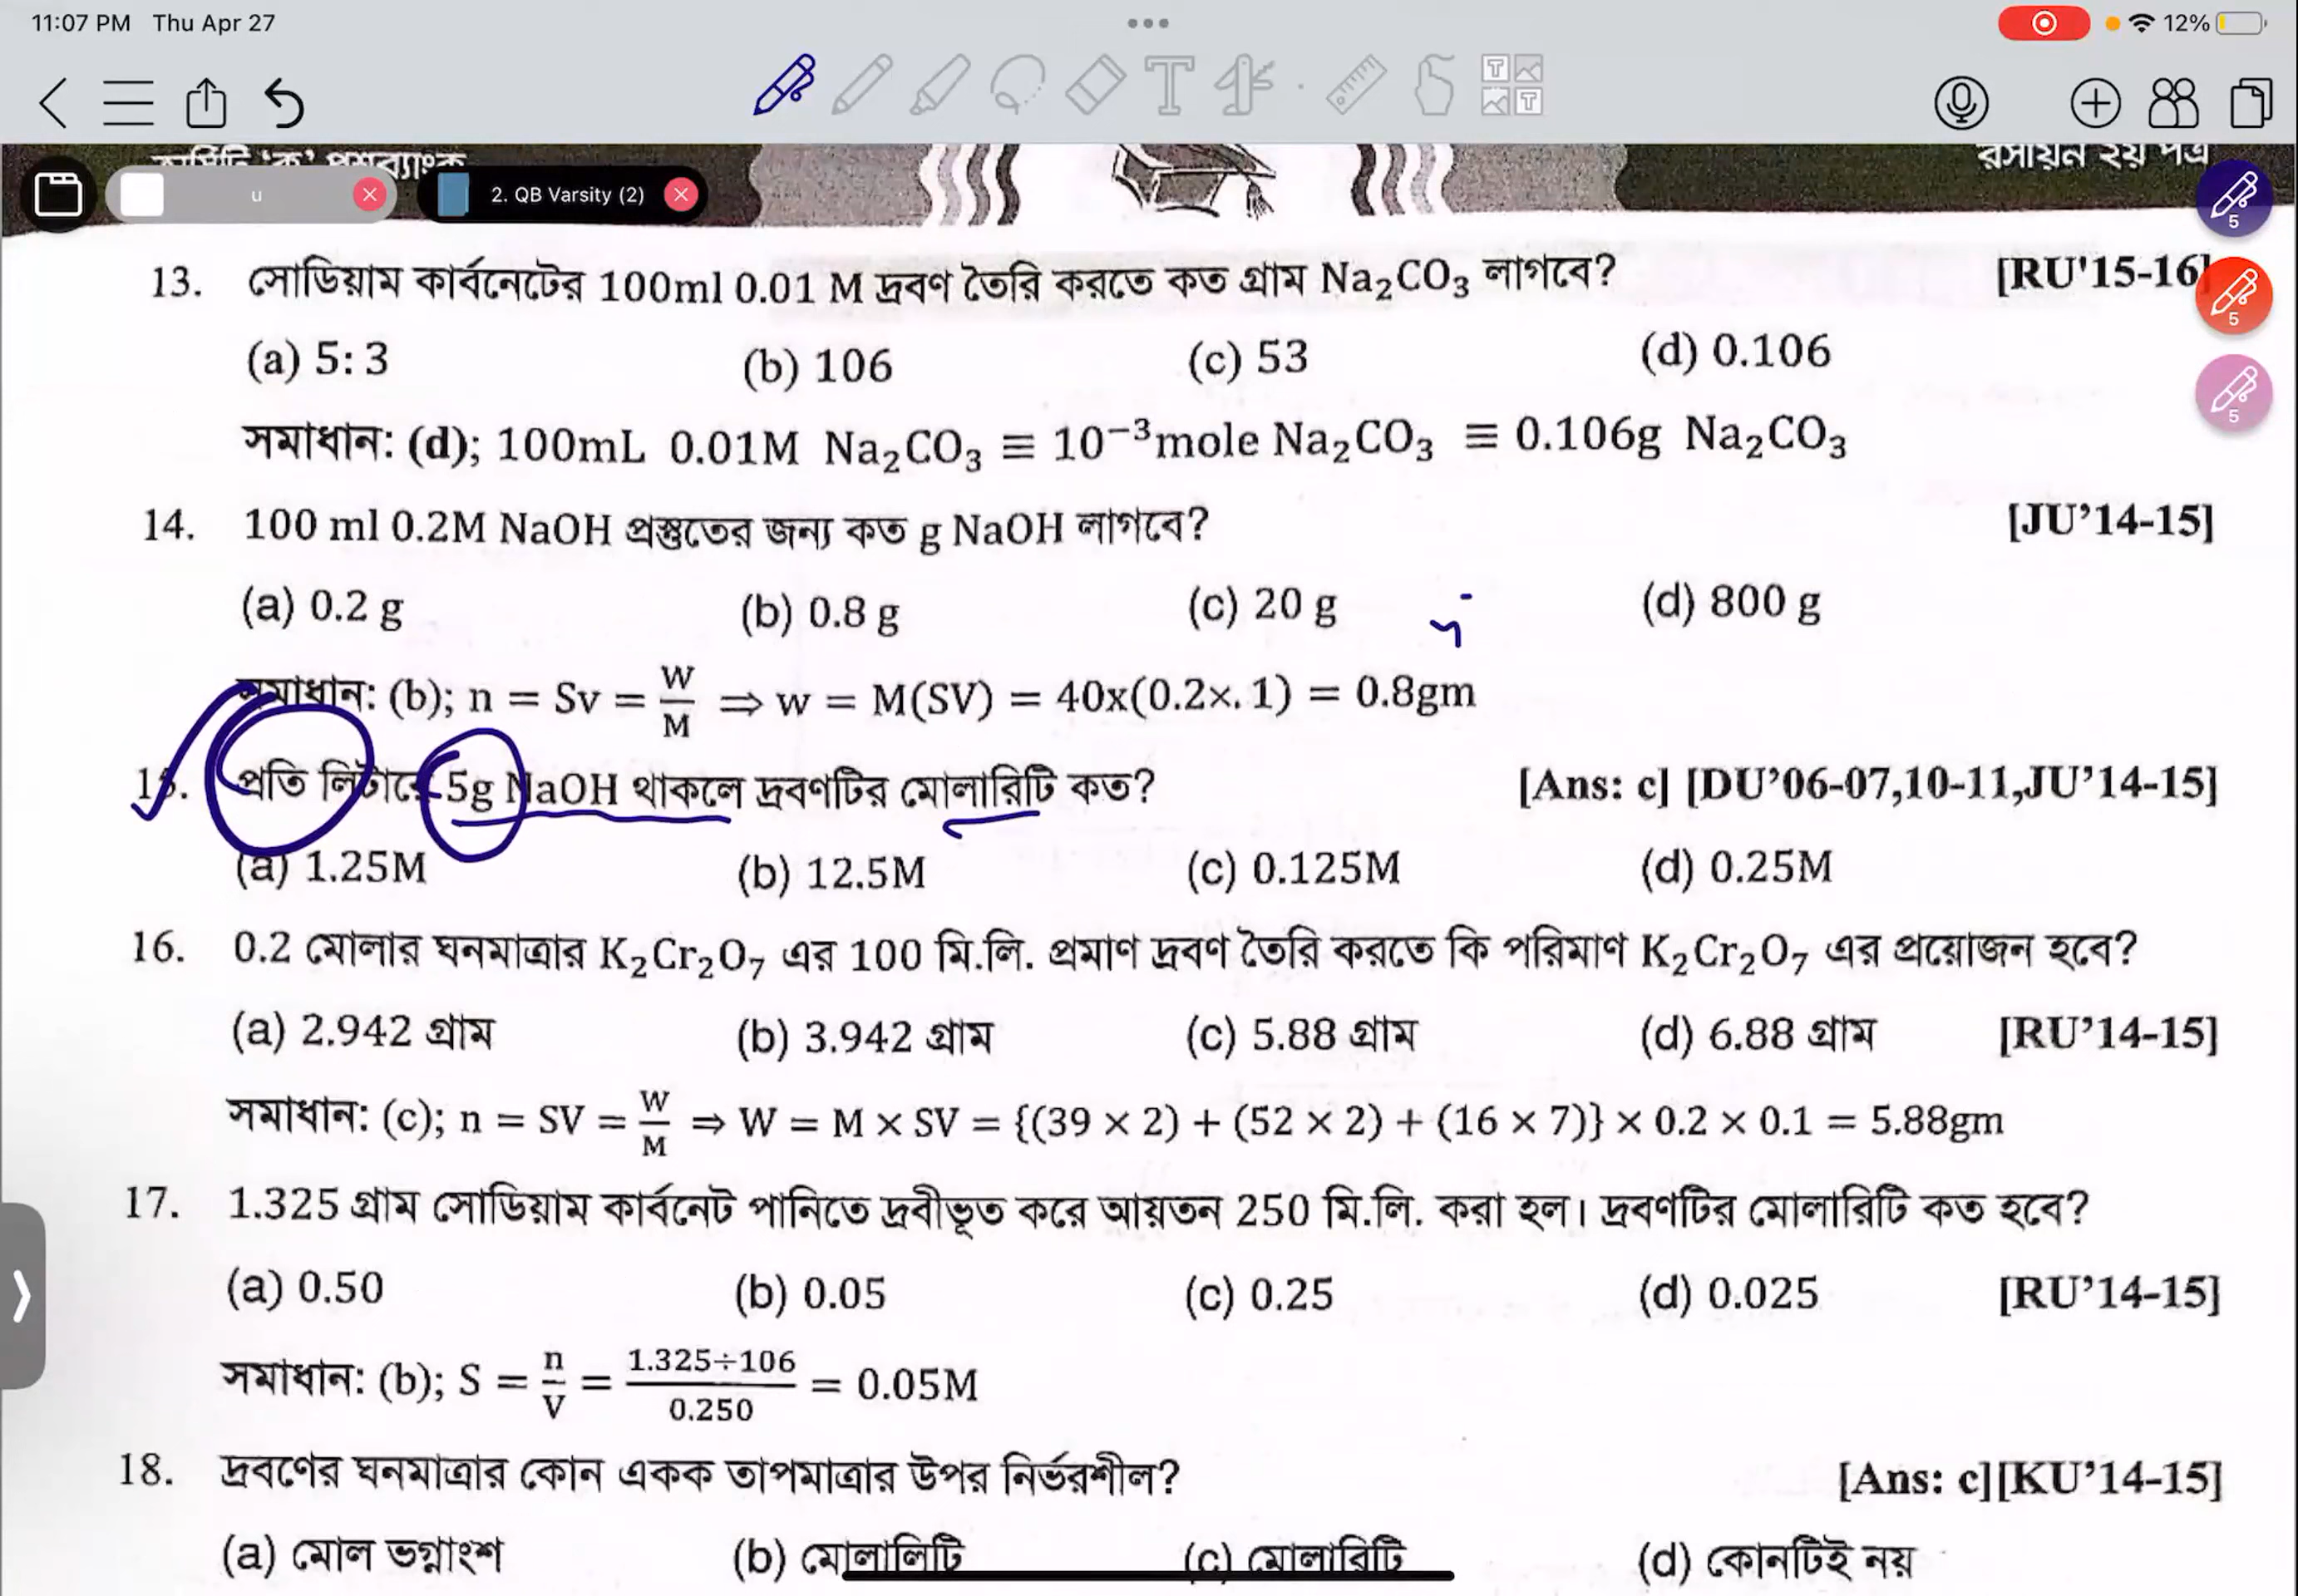 11:07 PM Thu Apr 27
12%
ভার্সিটি ‘ক’ প্রশ্নব্যাংক
রসায়ন ২য় পত্র
u
2. QB Varsity (2)
5
5
5
13. সোডিয়াম কার্বনেটের 100ml 0.01 M দ্রবণ তৈরি করতে কত গ্রাম Na₂CO₃ লাগবে? [RU'15-16]
(a) 5: 3 (b) 106 (c) 53 (d) 0.106
সমাধান: (d); 100mL 0.01M Na₂CO₃ ≡ 10⁻³mole Na₂CO₃ ≡ 0.106g Na₂CO₃
14. 100 ml 0.2M NaOH প্রস্তুতের জন্য কত g NaOH লাগবে? [JU’14-15]
(a) 0.2 g (b) 0.8 g (c) 20 g (d) 800 g
সমাধান: (b); n = Sv = W/M ⇒ w = M(SV) = 40x(0.2×. 1) = 0.8gm
15. প্রতি লিটারে 5g NaOH থাকলে দ্রবণটির মোলারিটি কত? [Ans: c] [DU’06-07,10-11,JU’14-15]
(a) 1.25M (b) 12.5M (c) 0.125M (d) 0.25M
16. 0.2 মোলার ঘনমাত্রার K₂Cr₂O₇ এর 100 মি.লি. প্রমাণ দ্রবণ তৈরি করতে কি পরিমাণ K₂Cr₂O₇ এর প্রয়োজন হবে?
(a) 2.942 গ্রাম (b) 3.942 গ্রাম (c) 5.88 গ্রাম (d) 6.88 গ্রাম [RU’14-15]
সমাধান: (c); n = SV = W/M ⇒ W = M × SV = {(39 × 2) + (52 × 2) + (16 × 7)} × 0.2 × 0.1 = 5.88gm
17. 1.325 গ্রাম সোডিয়াম কার্বনেট পানিতে দ্রবীভূত করে আয়তন 250 মি.লি. করা হল। দ্রবণটির মোলারিটি কত হবে?
(a) 0.50 (b) 0.05 (c) 0.25 (d) 0.025 [RU’14-15]
সমাধান: (b); S = n/V = 1.325÷106/0.250 = 0.05M
18. দ্রবণের ঘনমাত্রার কোন একক তাপমাত্রার উপর নির্ভরশীল? [Ans: c][KU’14-15]
(a) মোল ভগ্নাংশ (b) মোলালিটি (c) মোলারিটি (d) কোনটিই নয়